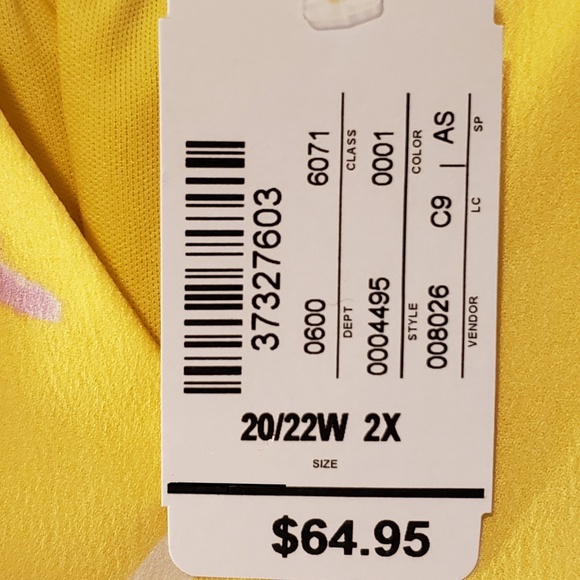 37327603
0600 6071
DEPT CLASS
0004495 0001
STYLE COLOR
008026 C9 | AS
VENDOR LC SP
20/22W 2X
SIZE
$64.95